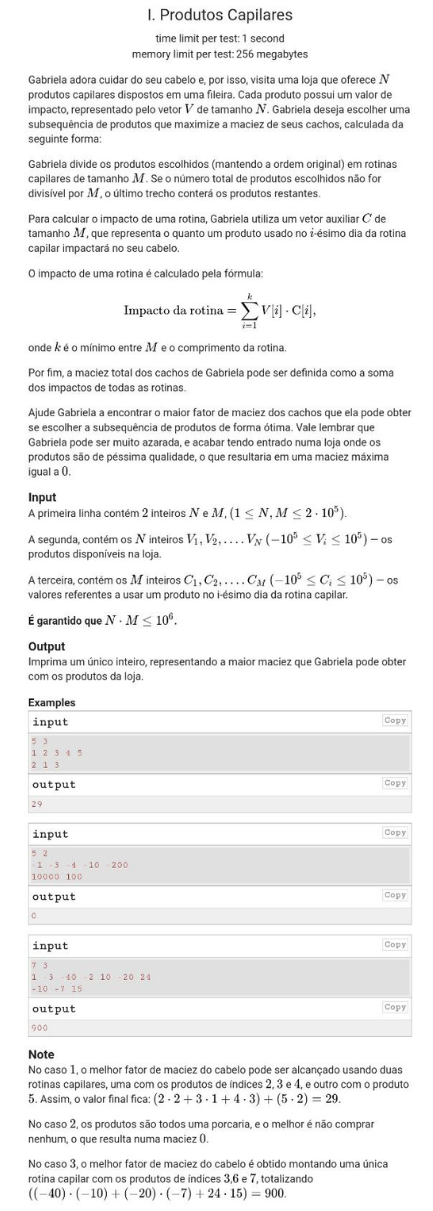 I. Produtos Capilares
time limit per test: 1 second
memory limit per test: 256 megabytes
Gabriela adora cuidar do seu cabelo e, por isso, visita uma loja que oferece N
produtos capilares dispostos em uma fileira. Cada produto possui um valor de
impacto, representado pelo vetor V de tamanho N. Gabriela deseja escolher uma
subsequência de produtos que maximize a maciez de seus cachos, calculada da
seguinte forma:
Gabriela divide os produtos escolhidos (mantendo a ordem original) em rotinas
capilares de tamanho M. Se o número total de produtos escolhidos não for
divisível por M, o último trecho conterá os produtos restantes.
Para calcular o impacto de uma rotina, Gabriela utiliza um vetor auxiliar C de
tamanho M, que representa o quanto um produto usado no i-ésimo dia da rotina
capilar impactará no seu cabelo.
O impacto de uma rotina é calculado pela fórmula:
Impacto da rotina = ∑_{i=1}^{k} V[i] · C[i],
onde k é o mínimo entre M e o comprimento da rotina.
Por fim, a maciez total dos cachos de Gabriela pode ser definida como a soma
dos impactos de todas as rotinas.
Ajude Gabriela a encontrar o maior fator de maciez dos cachos que ela pode obter
se escolher a subsequência de produtos de forma ótima. Vale lembrar que
Gabriela pode ser muito azarada, e acabar tendo entrado numa loja onde os
produtos são de péssima qualidade, o que resultaria em uma maciez máxima
igual a 0.
Input
A primeira linha contém 2 inteiros N e M, (1 ≤ N, M ≤ 2 · 10^5).
A segunda, contém os N inteiros V_1, V_2, .... V_N (−10^5 ≤ V_i ≤ 10^5) – os
produtos disponíveis na loja.
A terceira, contém os M inteiros C_1, C_2, .... C_M (−10^5 ≤ C_i ≤ 10^5) – os
valores referentes a usar um produto no i-ésimo dia da rotina capilar.
É garantido que N · M ≤ 10^6.
Output
Imprima um único inteiro, representando a maior maciez que Gabriela pode obter
com os produtos da loja.
Examples
input Copy
5 3
1 2 3 4 5
2 1 3
output Copy
29
input Copy
5 2
-1 -3 -4 -10 -200
10000 100
output Copy
0
input Copy
7 3
1 -3 -40 -2 10 -20 24
-10 -7 15
output Copy
900
Note
No caso 1, o melhor fator de maciez do cabelo pode ser alcançado usando duas
rotinas capilares, uma com os produtos de índices 2, 3 e 4, e outro com o produto
5. Assim, o valor final fica: (2 · 2 + 3 · 1 + 4 · 3) + (5 · 2) = 29.
No caso 2, os produtos são todos uma porcaria, e o melhor é não comprar
nenhum, o que resulta numa maciez 0.
No caso 3, o melhor fator de maciez do cabelo é obtido montando uma única
rotina capilar com os produtos de índices 3,6 e 7, totalizando
((−40) · (−10) + (−20) · (−7) + 24 · 15) = 900.